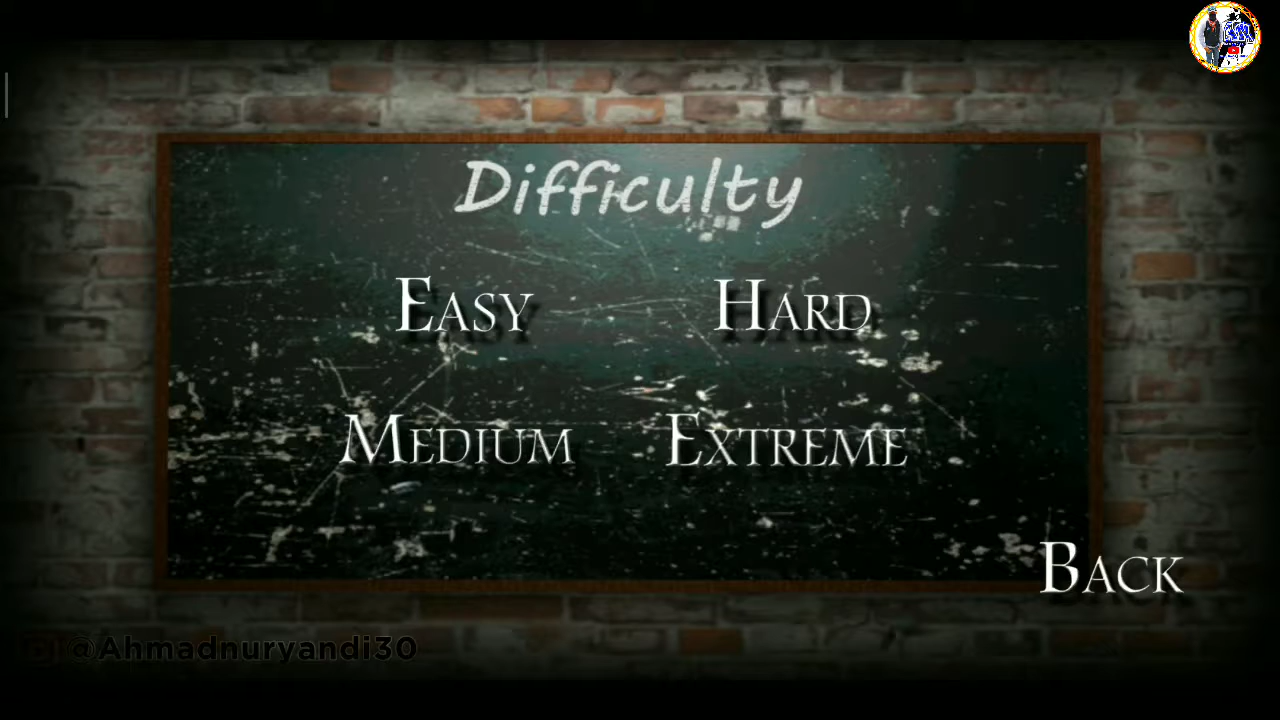 Difficulty
EASY
HARD
MEDIUM
EXTREME
BACK
@Ahmadnuryandi30